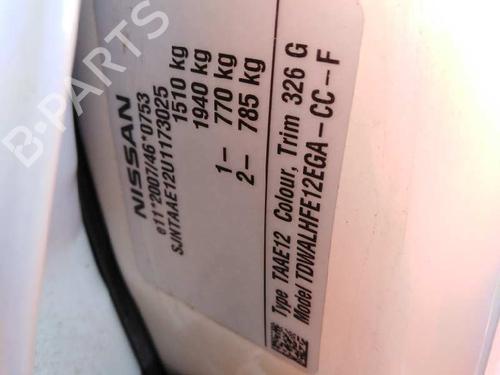 NISSAN
e11*2007/46*0753
SJNTAAE12U1173025
1510 kg
1940 kg
1– 770 kg
2– 785 kg
Type TAAE12 Colour, Trim 326 G
Model TDWALHFE12EGA–CC–F
B-PARTS